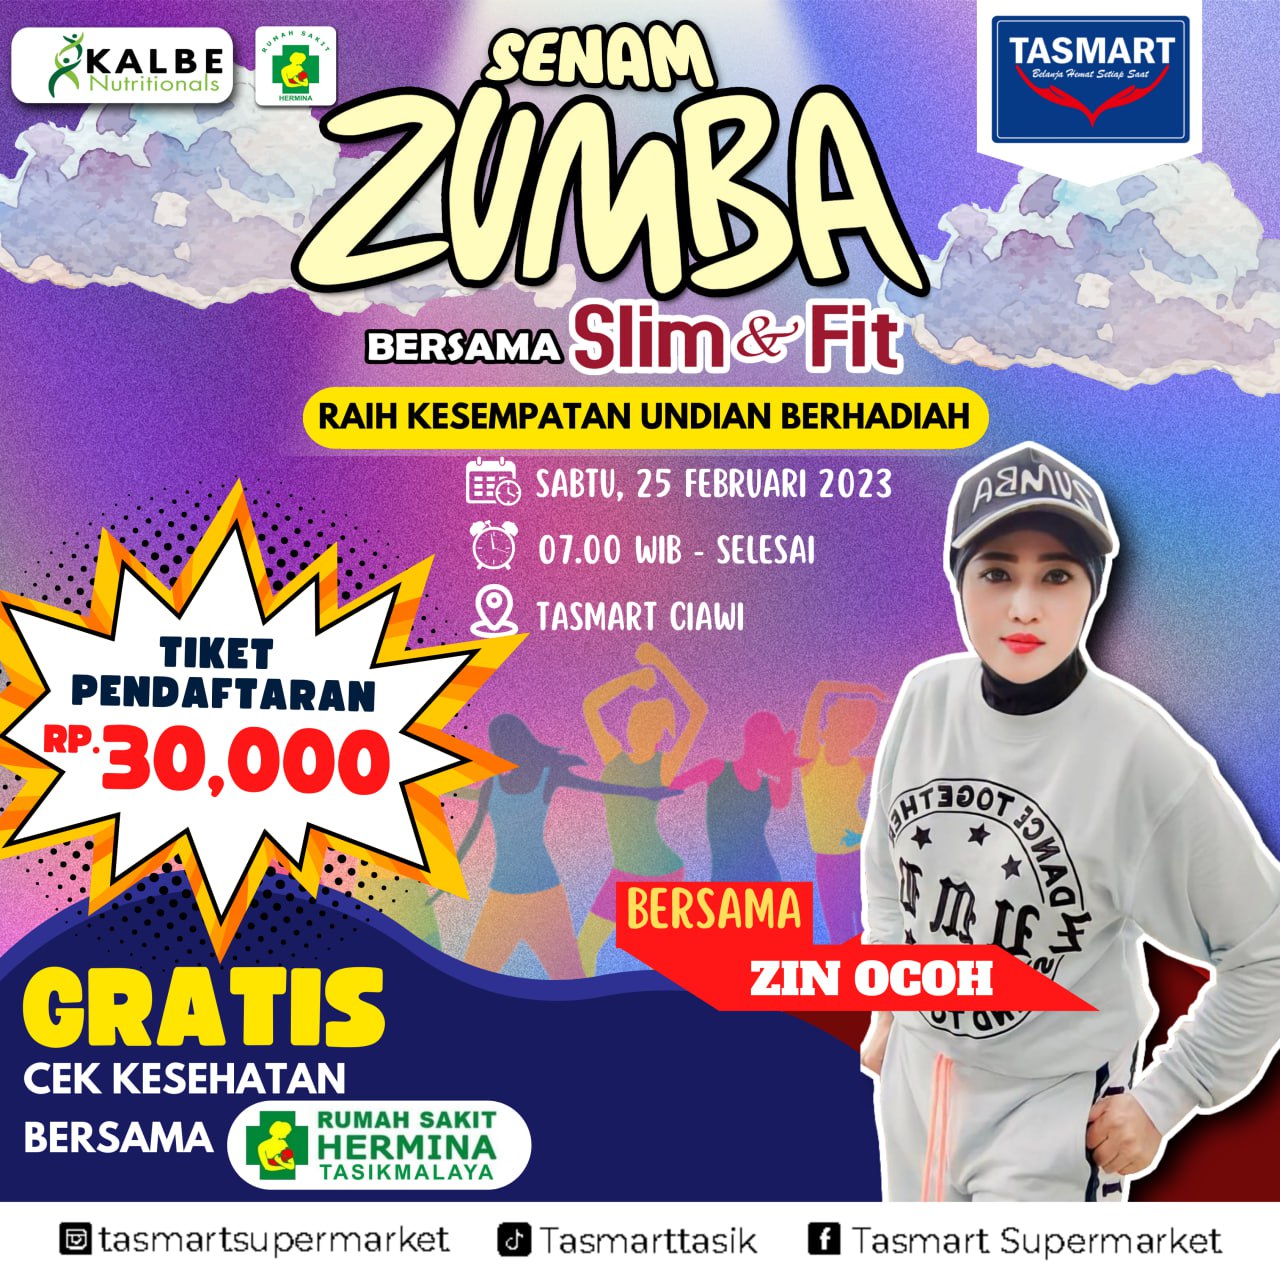 KALBE
Nutritionals
RUMAH SAKIT
HERMINA
TASMART
Belanja Hemat Setiap Saat
SENAM
ZUMBA
BERSAMA Slim & Fit
RAIH KESEMPATAN UNDIAN BERHADIAH
SABTU, 25 FEBRUARI 2023
07.00 WIB - SELESAI
TASMART CIAWI
TIKET
PENDAFTARAN
RP.30,000
ZUMBA
DANCE TOGETHER
BERSAMA
ZIN OCOH
GRATIS
CEK KESEHATAN
BERSAMA
RUMAH SAKIT
HERMINA
TASIKMALAYA
tasmartsupermarket
Tasmarttasik
Tasmart Supermarket